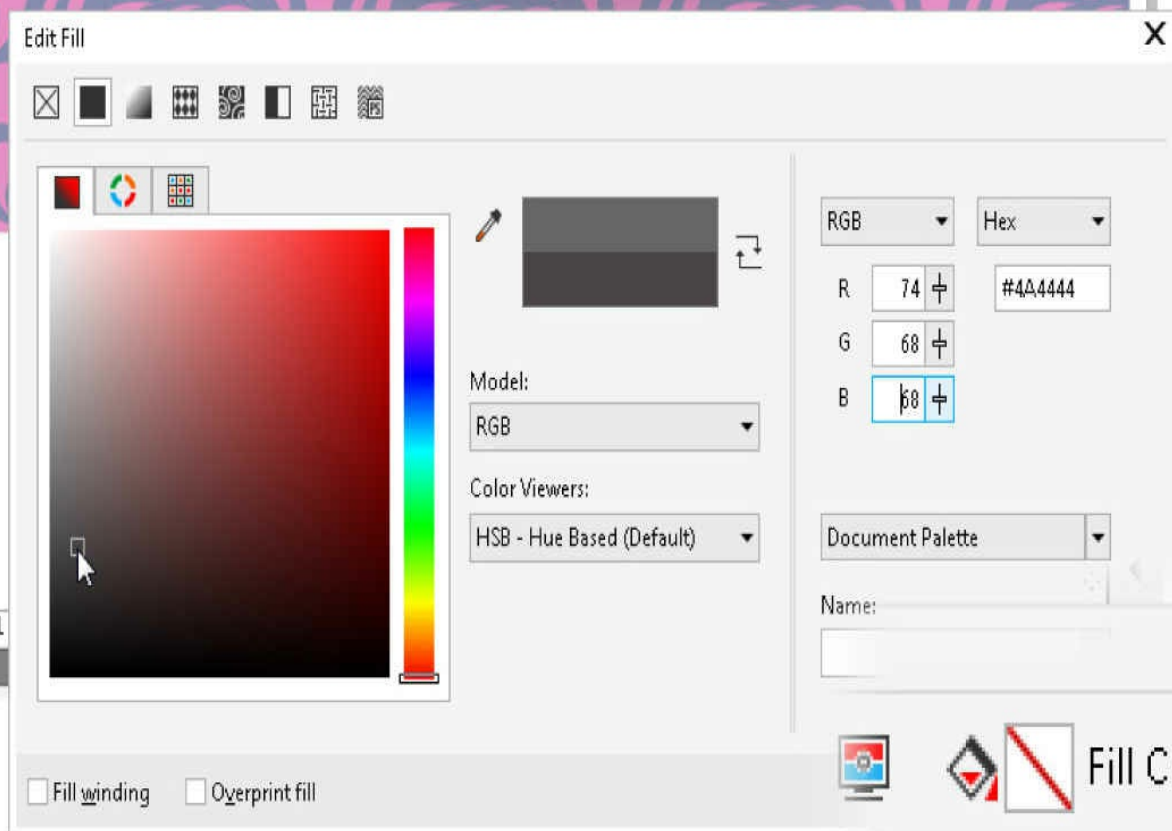 Edit Fill
X
PS
RGB
Hex
R 74
#4A4444
G 68
B 68
Model:
RGB
Color Viewers:
HSB - Hue Based (Default)
Document Palette
Name:
Fill winding
Overprint fill
Fill C